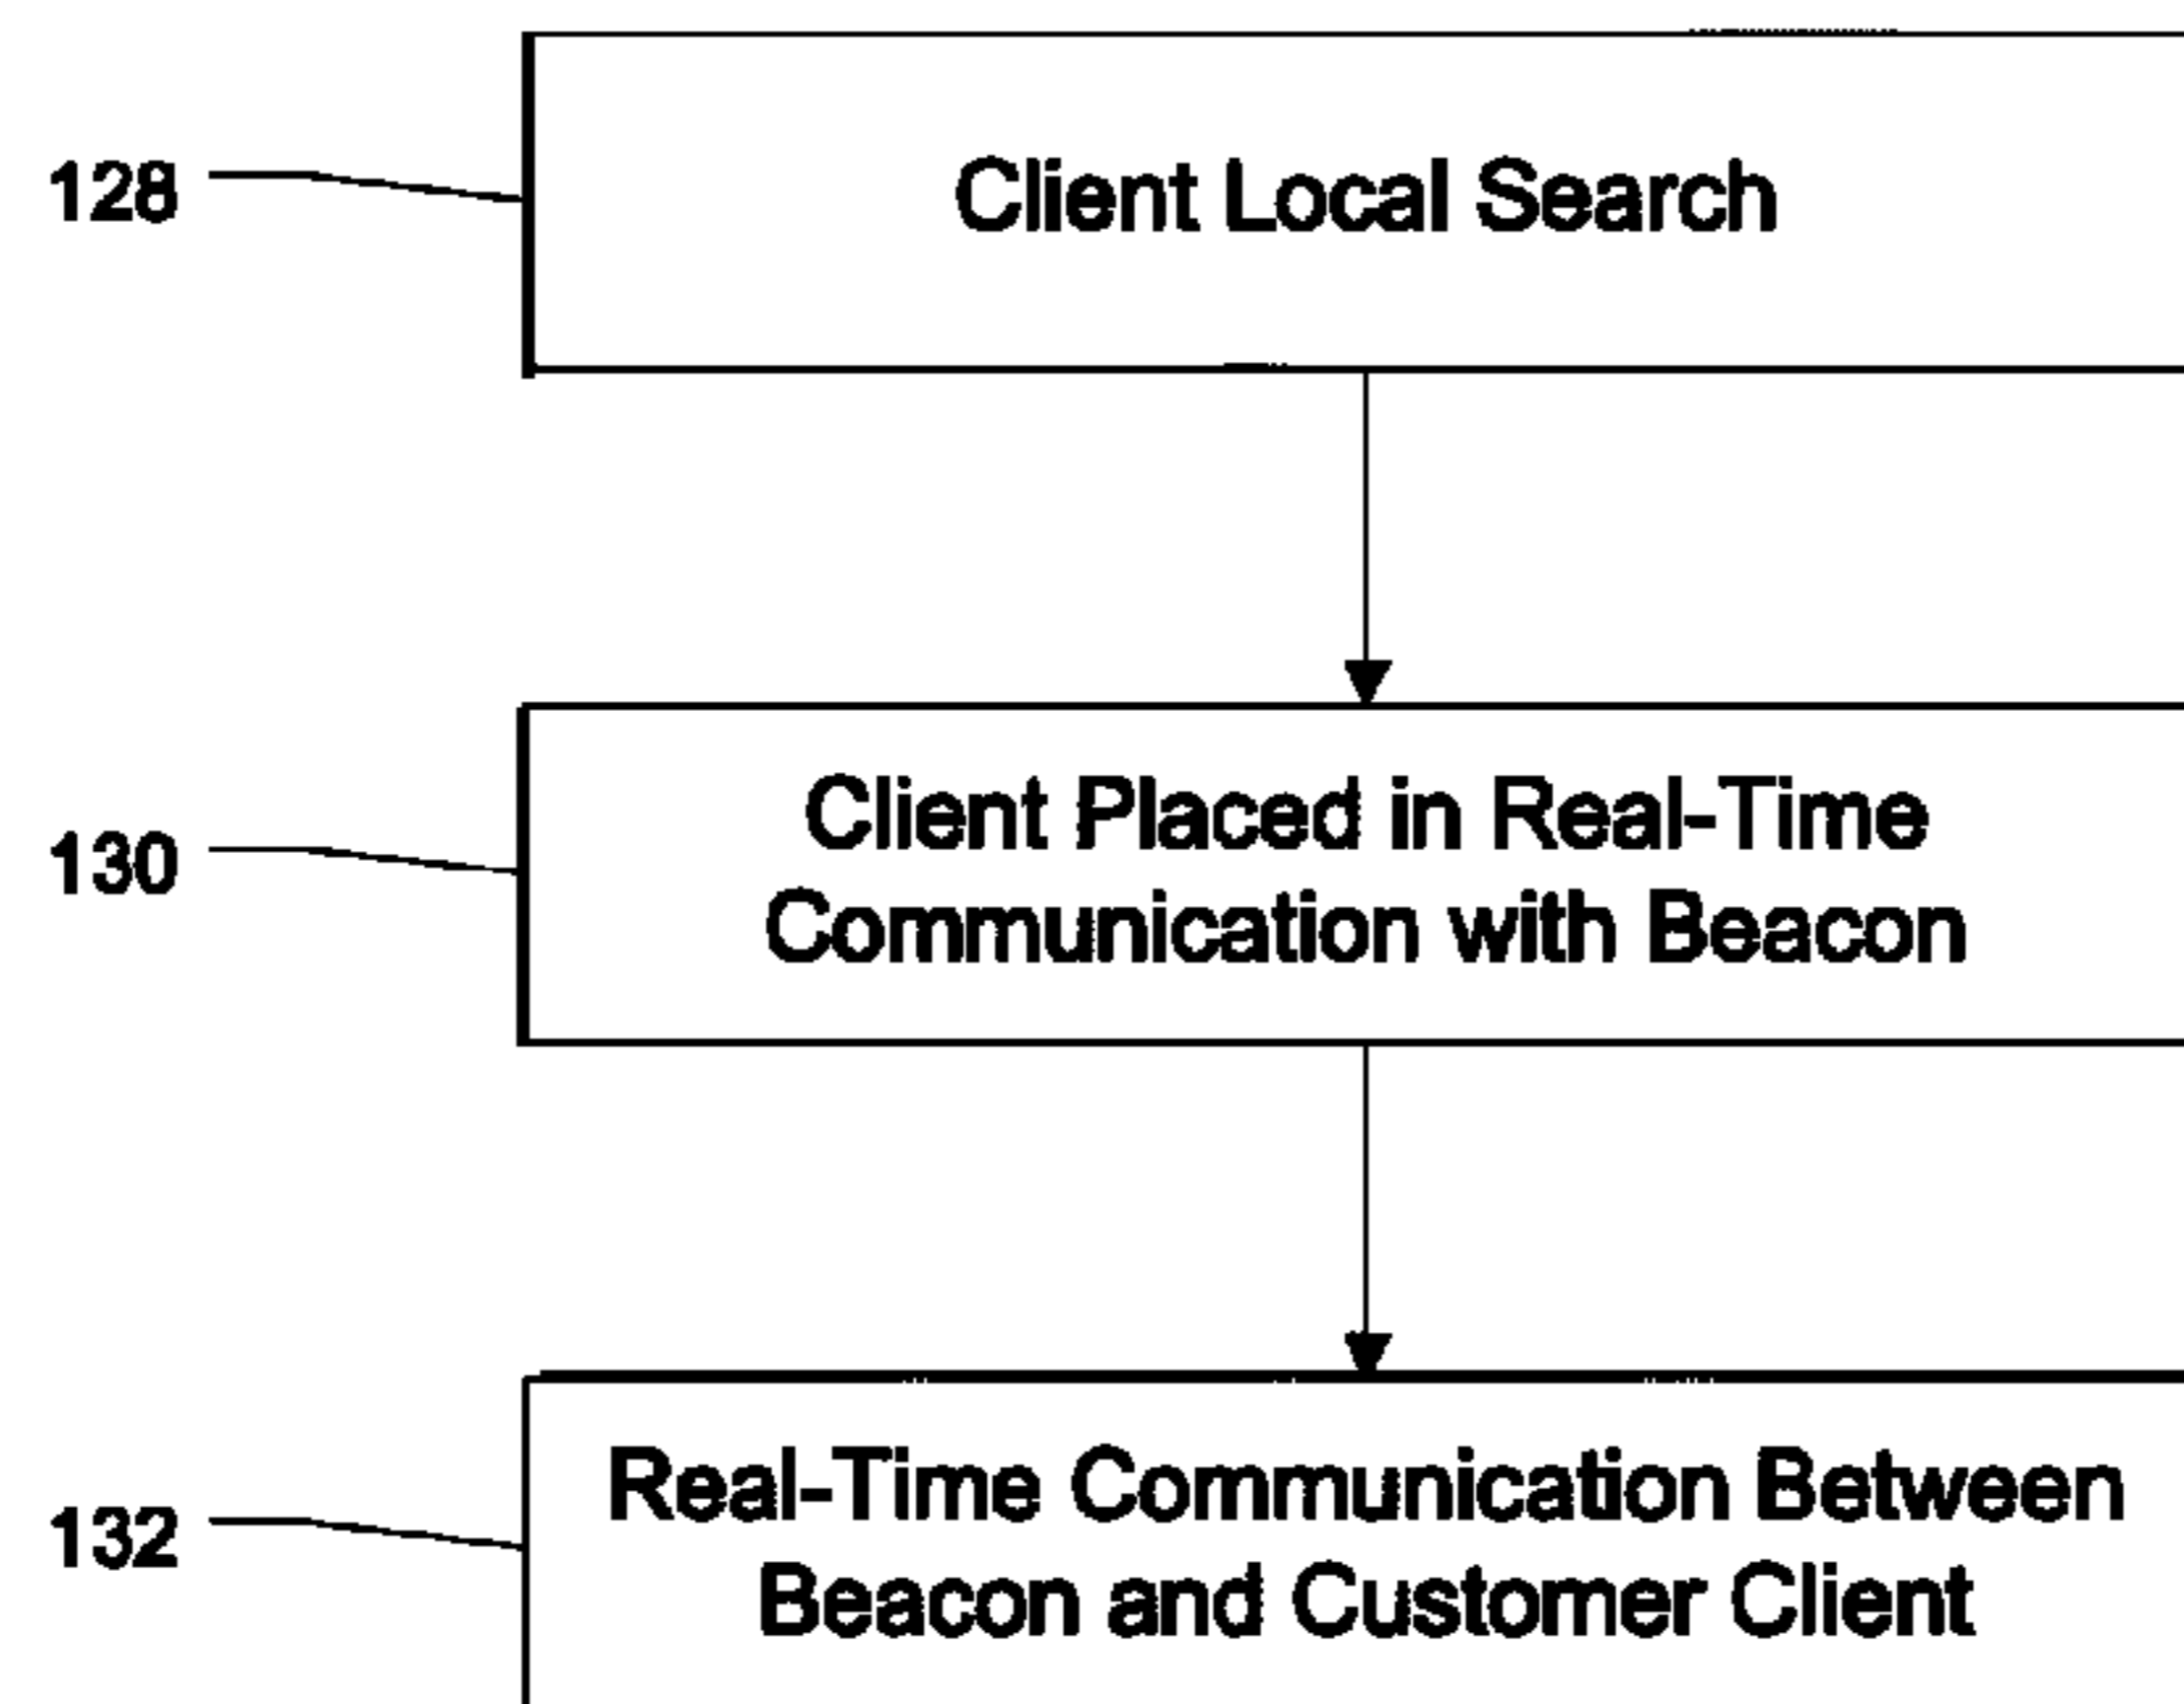 128
Client Local Search
130
Client Placed in Real-Time
Communication with Beacon
132
Real-Time Communication Between
Beacon and Customer Client